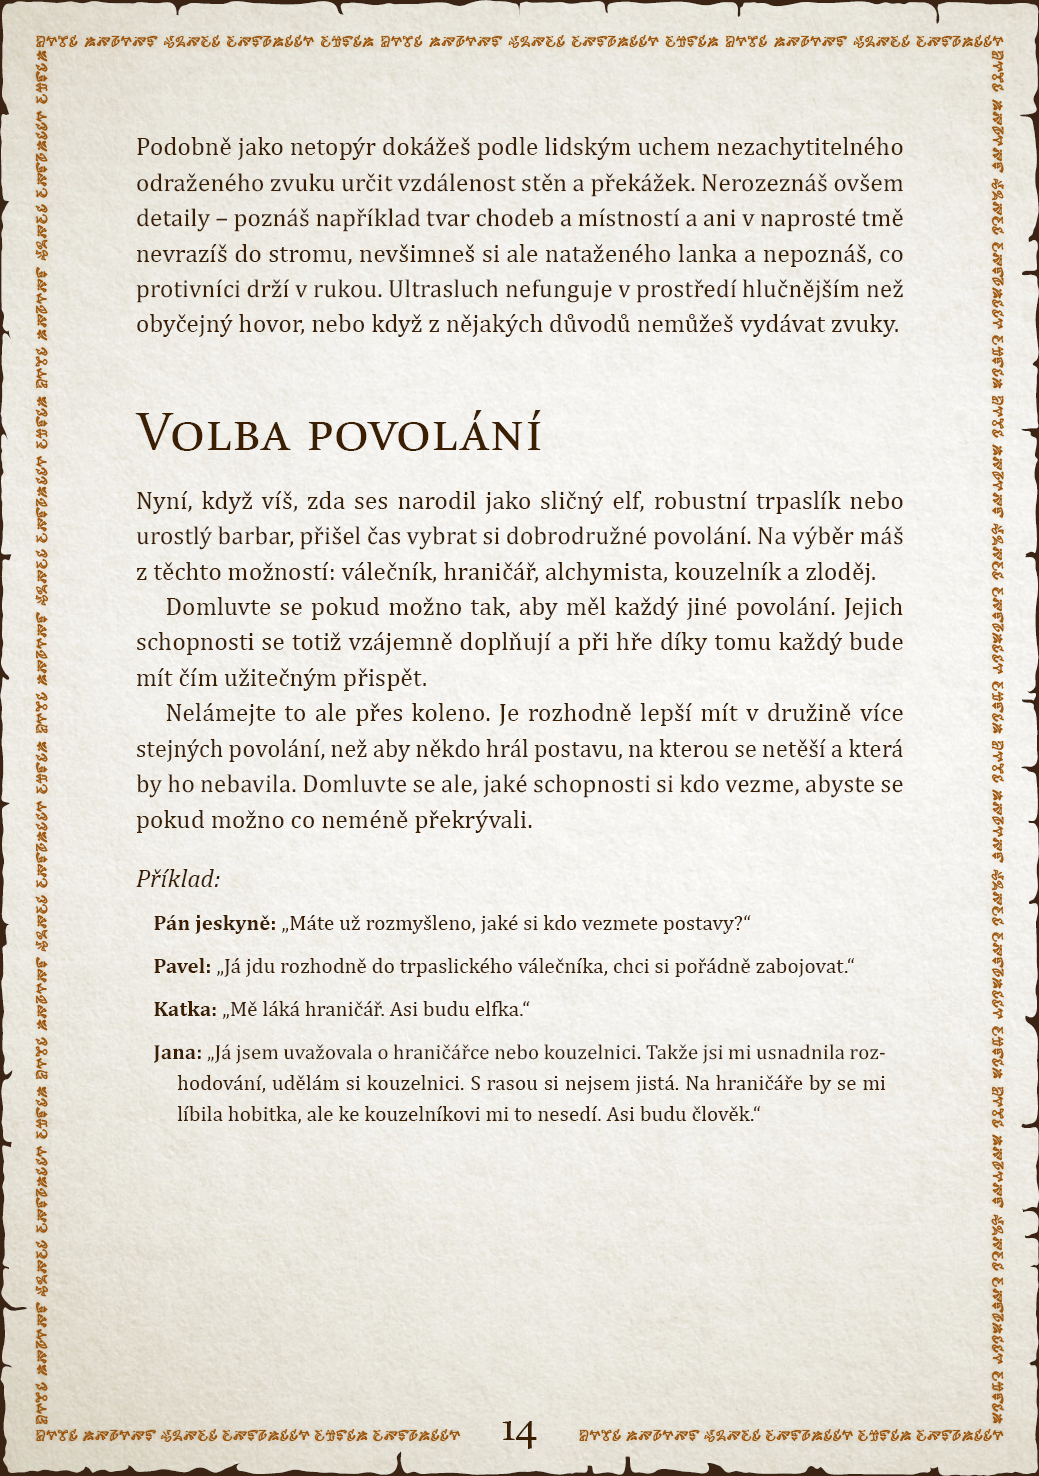 Podobně jako netopýr dokážeš podle lidským uchem nezachytitelného
odraženého zvuku určit vzdálenost stěn a překážek. Nerozeznáš ovšem
detaily – poznáš například tvar chodeb a místností a ani v naprosté tmě
nevrazíš do stromu, nevšimneš si ale nataženého lanka a nepoznáš, co
protivníci drží v rukou. Ultrasluch nefunguje v prostředí hlučnějším než
obyčejný hovor, nebo když z nějakých důvodů nemůžeš vydávat zvuky.
Volba povolání
Nyní, když víš, zda ses narodil jako sličný elf, robustní trpaslík nebo
urostlý barbar, přišel čas vybrat si dobrodružné povolání. Na výběr máš
z těchto možností: válečník, hraničář, alchymista, kouzelník a zloděj.
Domluvte se pokud možno tak, aby měl každý jiné povolání. Jejich
schopnosti se totiž vzájemně doplňují a při hře díky tomu každý bude
mít čím užitečným přispět.
Nelámejte to ale přes koleno. Je rozhodně lepší mít v družině více
stejných povolání, než aby někdo hrál postavu, na kterou se netěší a která
by ho nebavila. Domluvte se ale, jaké schopnosti si kdo vezme, abyste se
pokud možno co neméně překrývali.
Příklad:
Pán jeskyně: „Máte už rozmyšleno, jaké si kdo vezmete postavy?“
Pavel: „Já jdu rozhodně do trpaslického válečníka, chci si pořádně zabojovat.“
Katka: „Mě láká hraničář. Asi budu elfka.“
Jana: „Já jsem uvažovala o hraničářce nebo kouzelnici. Takže jsi mi usnadnila roz-
hodování, udělám si kouzelnici. S rasou si nejsem jistá. Na hraničáře by se mi
líbila hobitka, ale ke kouzelníkovi mi to nesedí. Asi budu člověk.“
14